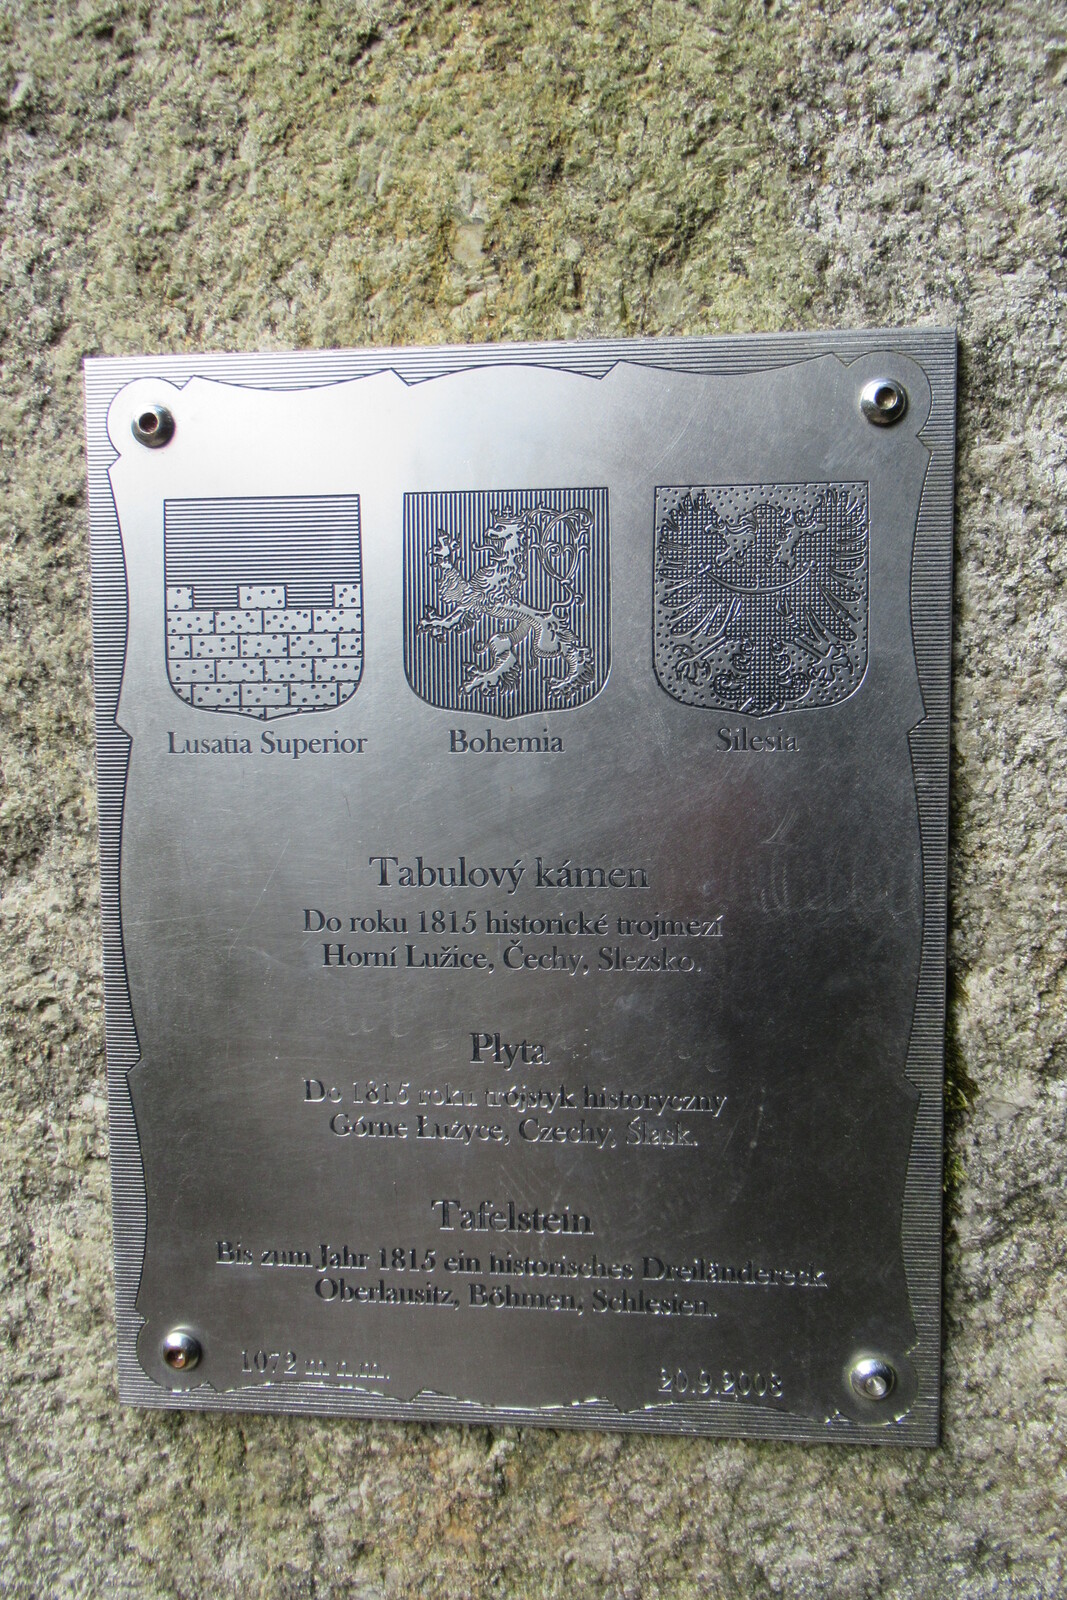 Lusatia Superior Bohemia Silesia
Tabulový kámen
Do roku 1815 historické trojmezí
Horní Lužice, Čechy, Slezsko.
Płyta
Do 1815 roku trójstyk historyczny
Górne Łużyce, Czechy, Śląsk.
Tafelstein
Bis zum Jahr 1815 ein historisches Dreiländereck
Oberlausitz, Böhmen, Schlesien.
1072 m n.m. 20.9.2008